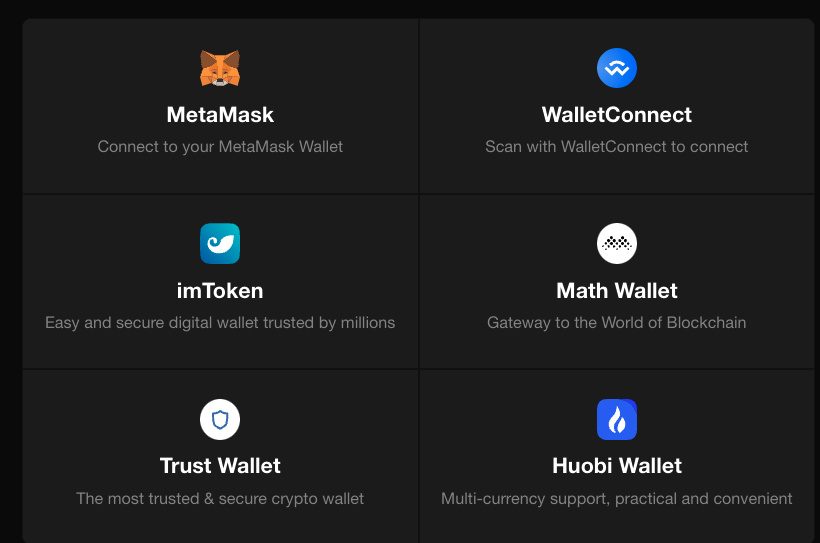 MetaMask
Connect to your MetaMask Wallet
WalletConnect
Scan with WalletConnect to connect
imToken
Easy and secure digital wallet trusted by millions
Math Wallet
Gateway to the World of Blockchain
Trust Wallet
The most trusted & secure crypto wallet
Huobi Wallet
Multi-currency support, practical and convenient